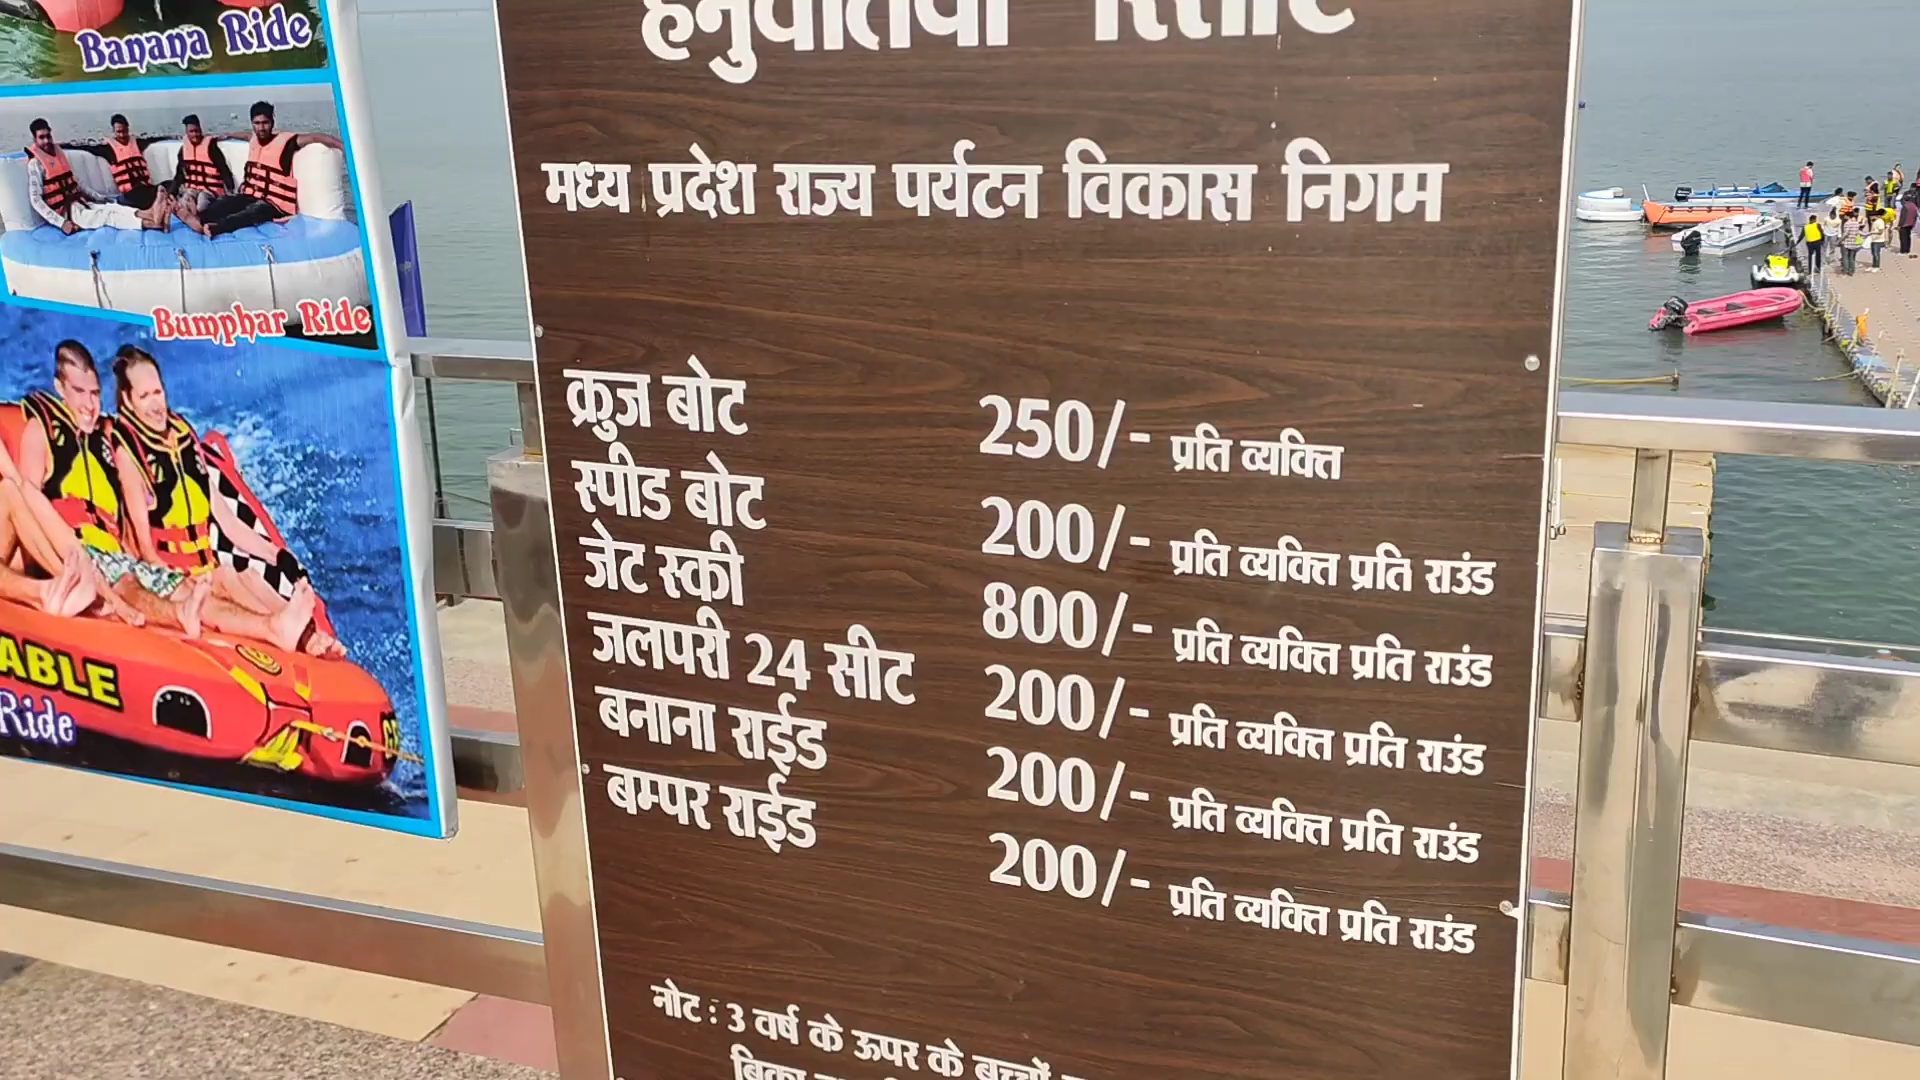 Banana Ride
Bumphar Ride
ABLE
Ride
मध्य प्रदेश राज्य पर्यटन विकास निगम
क्रुज बोट 250/- प्रति व्यक्ति
स्पीड बोट 200/- प्रति व्यक्ति प्रति राउंड
जेट स्की 800/- प्रति व्यक्ति प्रति राउंड
जलपरी 24 सीट 200/- प्रति व्यक्ति प्रति राउंड
बनाना राईड 200/- प्रति व्यक्ति प्रति राउंड
बम्पर राईड 200/- प्रति व्यक्ति प्रति राउंड
नोट : 3 वर्ष के ऊपर के बच्चों